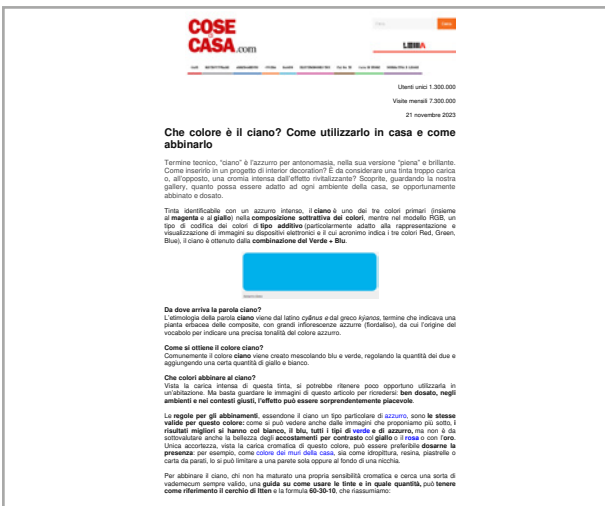 COSE
CASA.com
Utenti unici 1.300.000
Visite mensili 7.300.000
21 novembre 2023
Che colore è il ciano? Come utilizzarlo in casa e come
abbinarlo
Termine tecnico, "ciano" è l'azzurro per antonomasia, nella sua versione "piena" e brillante.
Come inserirlo in un progetto di interior decoration? È da considerare una tinta troppo carica
o, all'opposto, una cromia intensa dall'effetto rivitalizzante? Scoprite, guardando la nostra
gallery, quanto possa essere adatto ad ogni ambiente della casa, se opportunamente
abbinato e dosato.
Tinta identificabile con un azzurro intenso, il ciano è uno dei tre colori primari (insieme
al magenta e al giallo) nella composizione sottrattiva dei colori, mentre nel modello RGB, un
tipo di codifica dei colori di tipo additivo (particolarmente adatto alla rappresentazione e
visualizzazione di immagini su dispositivi elettronici e il cui acronimo indica i tre colori Red, Green,
Blue), il ciano è ottenuto dalla combinazione del Verde + Blu.
Da dove arriva la parola ciano?
L'etimologia della parola ciano viene dal latino cyănus e dal greco kýanos, termine che indicava una
pianta erbacea delle composite, con grandi infiorescenze azzurre (fiordaliso), da cui l'origine del
vocabolo per indicare una precisa tonalità del colore azzurro.
Come si ottiene il colore ciano?
Comunemente il colore ciano viene creato mescolando blu e verde, regolando la quantità dei due e
aggiungendo una certa quantità di giallo e bianco.
Che colori abbinare al ciano?
Vista la carica intensa di questa tinta, si potrebbe ritenere poco opportuno utilizzarla in
un'abitazione. Ma basta guardare le immagini di questo articolo per ricredersi: ben dosato, negli
ambienti e nei contesti giusti, l'effetto può essere sorprendentemente piacevole.
Le regole per gli abbinamenti, essendone il ciano un tipo particolare di azzurro, sono le stesse
valide per questo colore: come si può vedere anche dalle immagini che proponiamo più sotto, i
risultati migliori si hanno col bianco, il blu, tutti i tipi di verde e di azzurro, ma non è da
sottovalutare anche la bellezza degli accostamenti per contrasto col giallo o il rosa o con l'oro.
Unica accortezza, vista la carica cromatica di questo colore, può essere preferibile dosarne la
presenza: per esempio, come colore dei muri della casa, sia come idropittura, resina, piastrelle o
carta da parati, lo si può limitare a una parete sola oppure al fondo di una nicchia.
Per abbinare il ciano, chi non ha maturato una propria sensibilità cromatica e cerca una sorta di
vademecum sempre valido, una guida su come usare le tinte e in quale quantità, può tenere
come riferimento il cerchio di Itten e la formula 60-30-10, che riassumiamo: